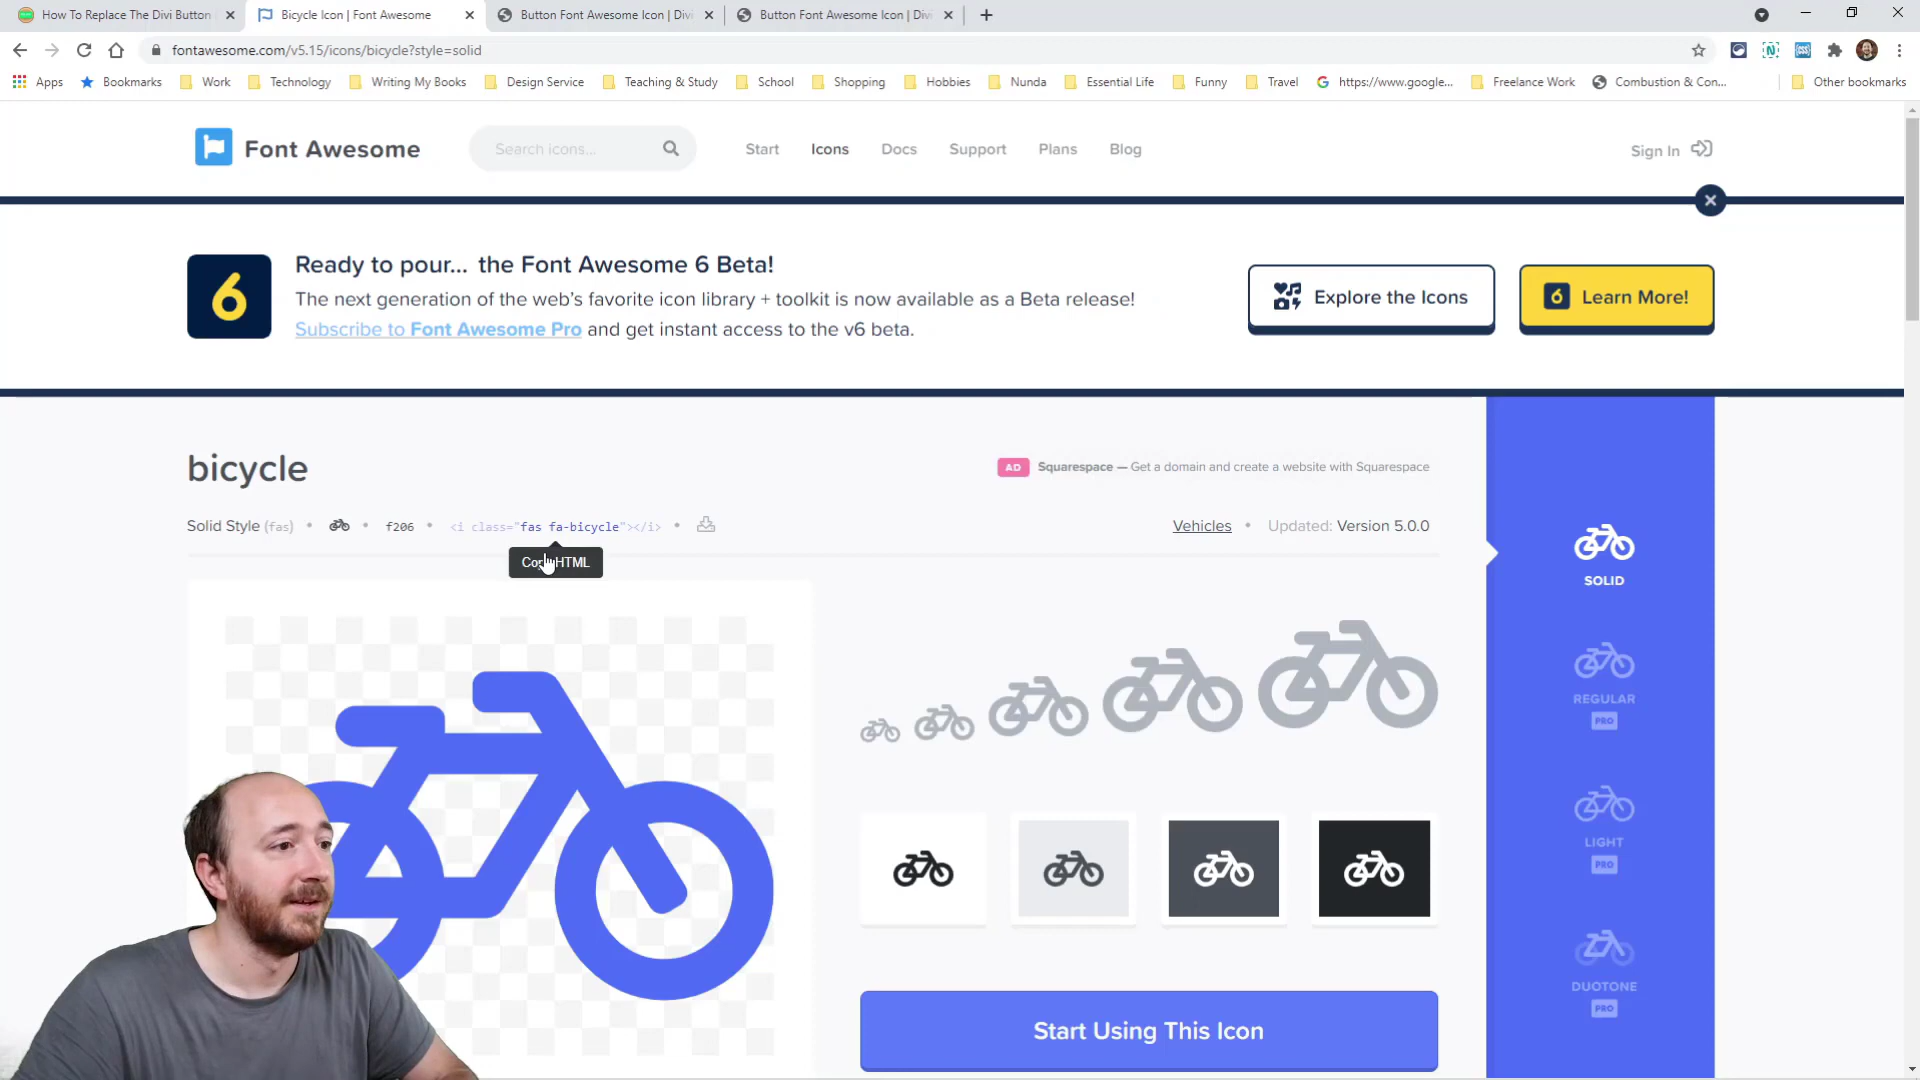 How To Replace The Divi Button
Bicycle Icon | Font Awesome
Button Font Awesome Icon | Divi
Button Font Awesome Icon | Divi
fontawesome.com/v5.15/icons/bicycle?style=solid
Apps
Bookmarks
Work
Technology
Writing My Books
Design Service
Teaching & Study
School
Shopping
Hobbies
Nunda
Essential Life
Funny
Travel
https://www.google...
Freelance Work
Combustion & Con...
Other bookmarks
Font Awesome
Search icons...
Start
Icons
Docs
Support
Plans
Blog
Sign In
6
Ready to pour... the Font Awesome 6 Beta!
The next generation of the web's favorite icon library + toolkit is now available as a Beta release!
Subscribe to Font Awesome Pro and get instant access to the v6 beta.
Explore the Icons
6 Learn More!
bicycle
AD Squarespace — Get a domain and create a website with Squarespace
Solid Style (fas) • • f206 • <i class="fas fa-bicycle"></i> •
Vehicles • Updated: Version 5.0.0
HTML
SOLID
REGULAR
PRO
LIGHT
PRO
DUOTONE
PRO
Start Using This Icon